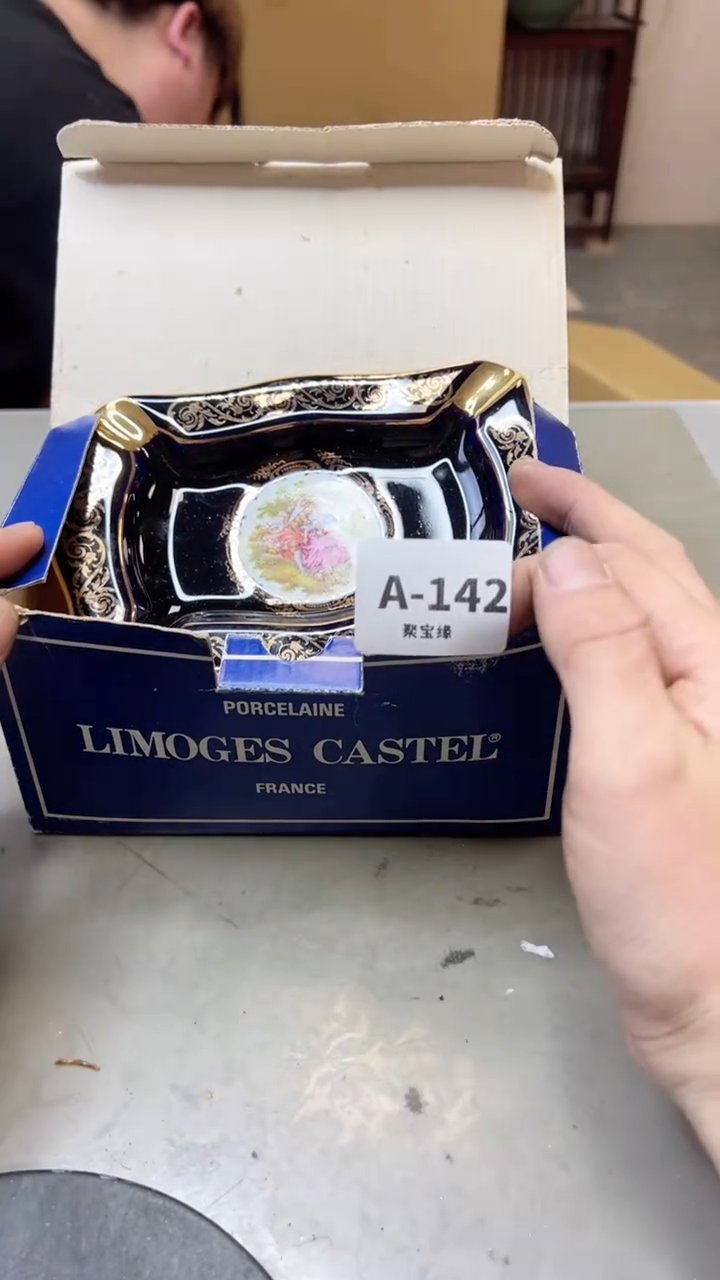 A-142
聚宝缘
PORCELAINE
LIMOGES CASTEL®
FRANCE